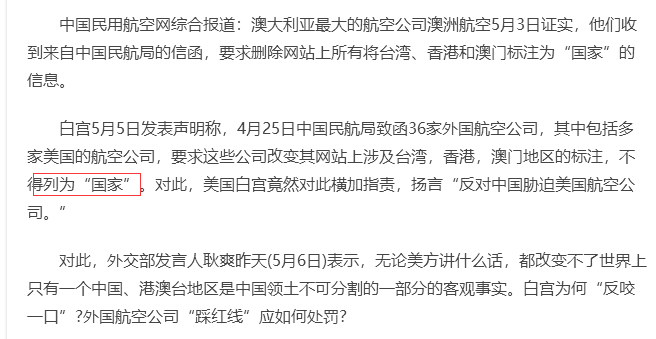 中国民用航空网综合报道：澳大利亚最大的航空公司澳洲航空5月3日证实，他们收
到来自中国民航局的信函，要求删除网站上所有将台湾、香港和澳门标注为“国家”的
信息。
白宫5月5日发表声明称，4月25日中国民航局致函36家外国航空公司，其中包括多
家美国的航空公司，要求这些公司改变其网站上涉及台湾，香港，澳门地区的标注，不
得列为“国家”。对此，美国白宫竟然对此横加指责，扬言“反对中国胁迫美国航空公
司。“
对此，外交部发言人耿爽昨天(5月6日)表示，无论美方讲什么话，都改变不了世界上
只有一个中国、港澳台地区是中国领土不可分割的一部分的客观事实。白宫为何“反咬
一口”?外国航空公司“踩红线”应如何处罚?